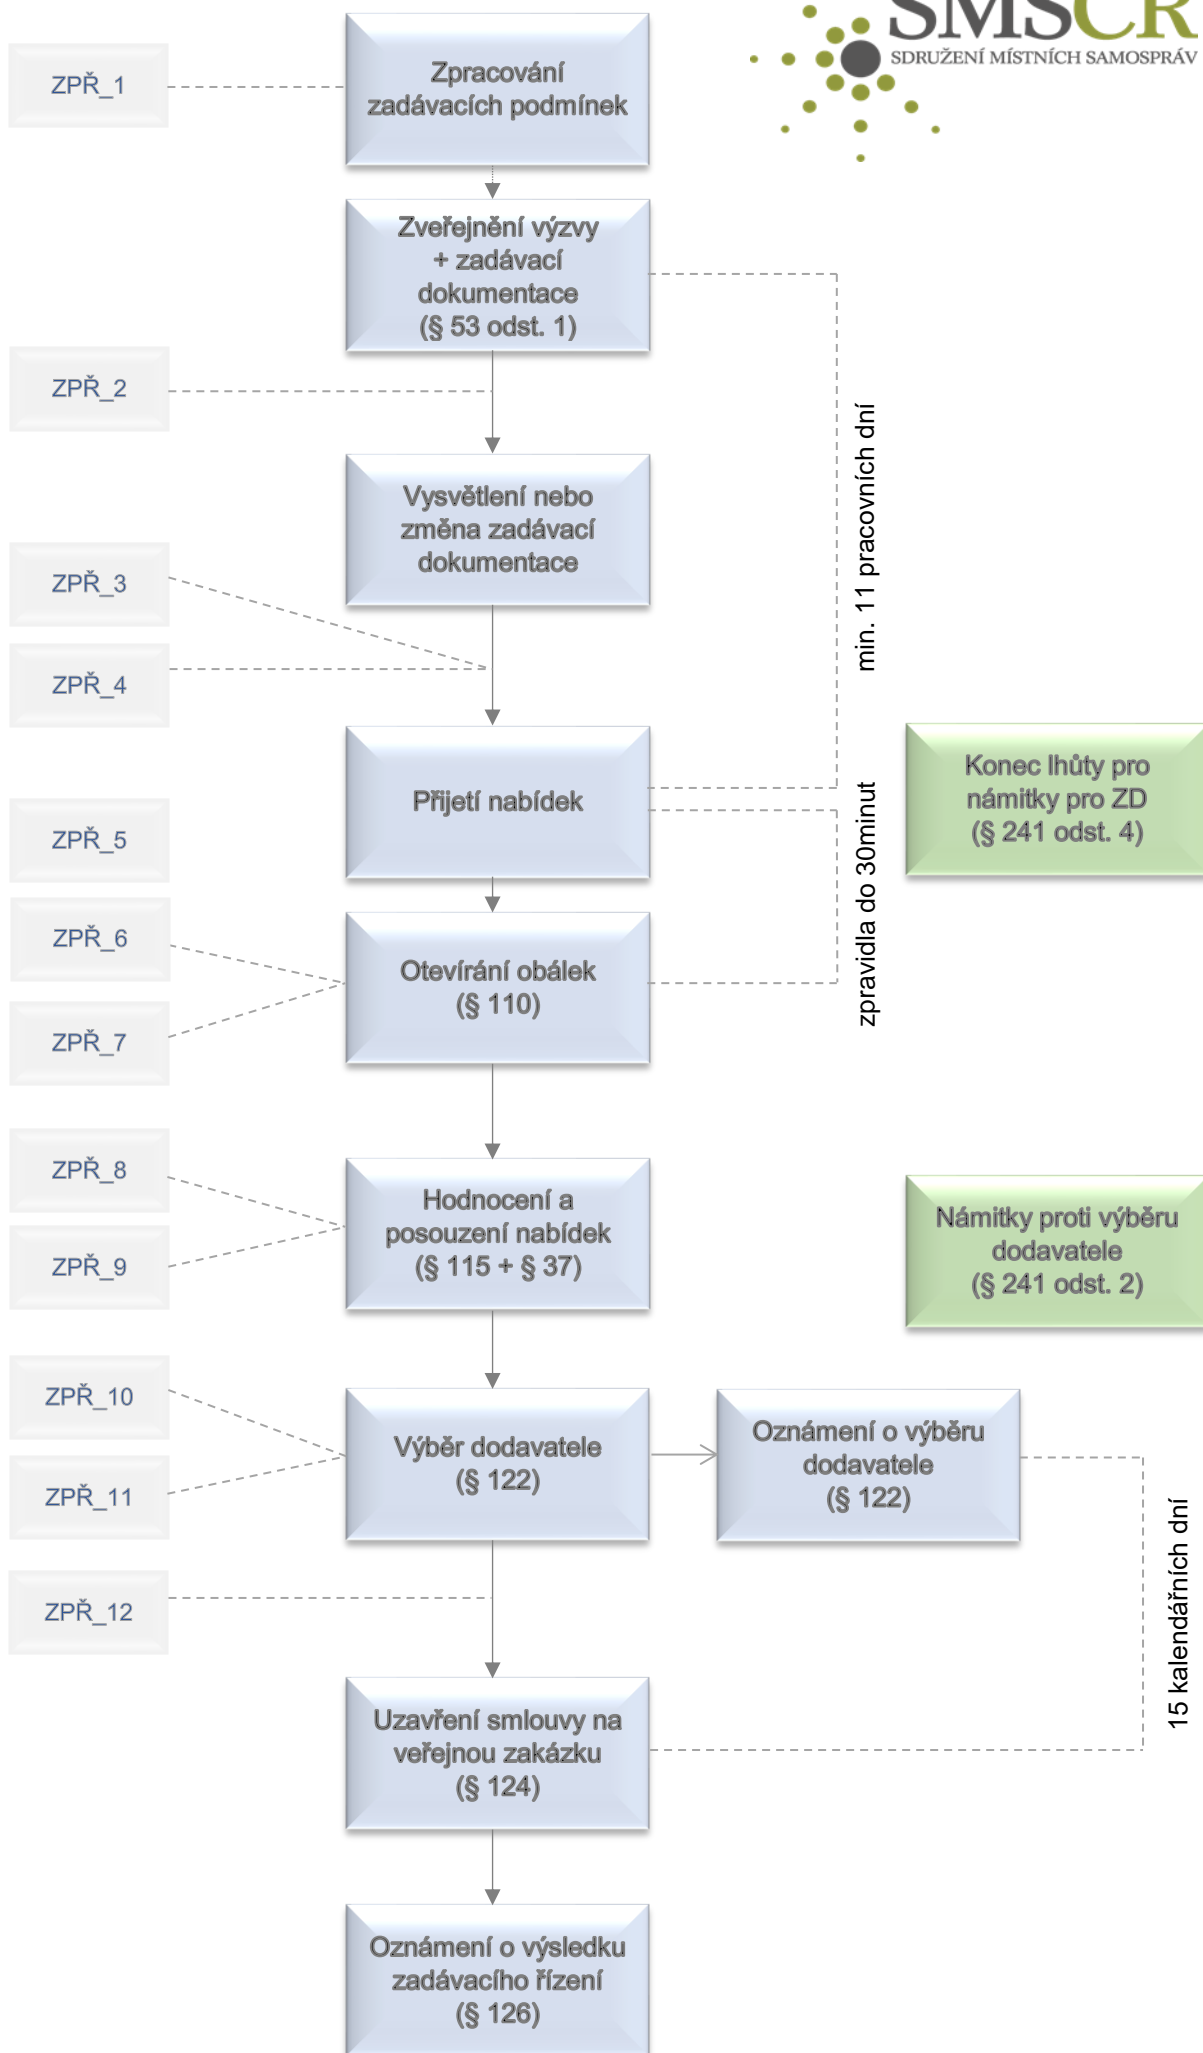 SMSCR
SDRUŽENÍ MÍSTNÍCH SAMOSPRÁV
ZPŘ_1
Zpracování
zadávacích podmínek
Zveřejnění výzvy
+ zadávací
dokumentace
(§ 53 odst. 1)
ZPŘ_2
min. 11 pracovních dní
Vysvětlení nebo
změna zadávací
dokumentace
ZPŘ_3
ZPŘ_4
Přijetí nabídek
Konec lhůty pro
námitky pro ZD
(§ 241 odst. 4)
ZPŘ_5
zpravidla do 30minut
ZPŘ_6
Otevírání obálek
(§ 110)
ZPŘ_7
ZPŘ_8
Hodnocení a
posouzení nabídek
(§ 115 + § 37)
Námitky proti výběru
dodavatele
(§ 241 odst. 2)
ZPŘ_9
ZPŘ_10
Výběr dodavatele
(§ 122)
Oznámení o výběru
dodavatele
(§ 122)
ZPŘ_11
15 kalendářních dní
ZPŘ_12
Uzavření smlouvy na
veřejnou zakázku
(§ 124)
Oznámení o výsledku
zadávacího řízení
(§ 126)